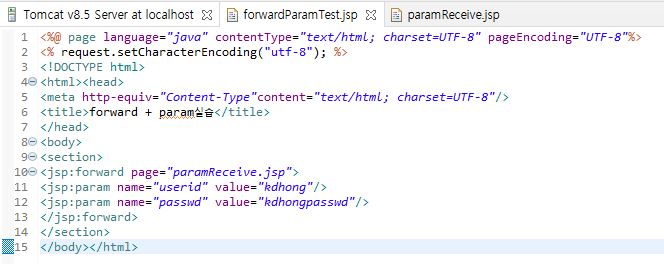 Tomcat v8.5 Server at localhost forwardParamTest.jsp paramReceive.jsp
1 <%@ page language="java" contentType="text/html; charset=UTF-8" pageEncoding="UTF-8"%>
2 <% request.setCharacterEncoding("utf-8"); %>
3 <!DOCTYPE html>
4 <html><head>
5 <meta http-equiv="Content-Type"content="text/html; charset=UTF-8"/>
6 <title>forward + param실습</title>
7 </head>
8 <body>
9 <section>
10 <jsp:forward page="paramReceive.jsp">
11 <jsp:param name="userid" value="kdhong"/>
12 <jsp:param name="passwd" value="kdhongpasswd"/>
13 </jsp:forward>
14 </section>
15 </body></html>